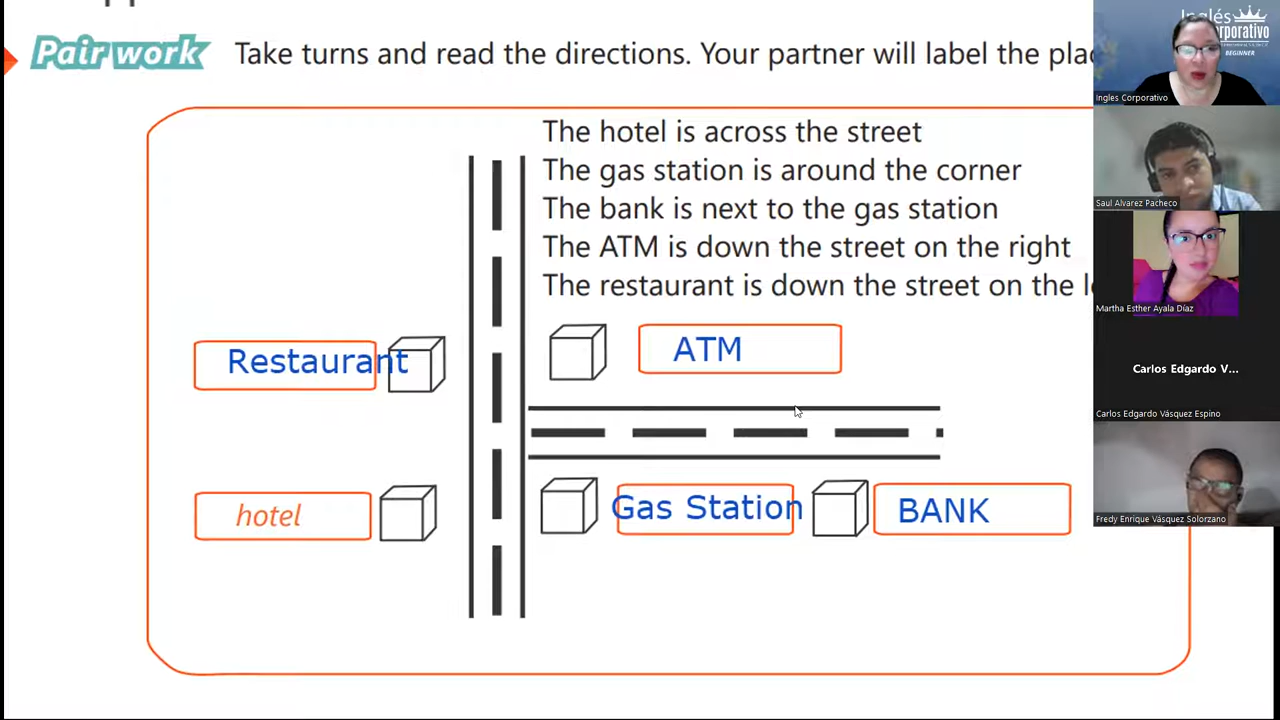 Pair work
Take turns and read the directions. Your partner will label the
The hotel is across the street
The gas station is around the corner
The bank is next to the gas station
The ATM is down the street on the right
The restaurant is down the street on the
Restaurant
ATM
hotel
Gas Station
BANK
Inglés
BEGINNER
Ingles Corporativo
Saul Alvarez Pacheco
Martha Esther Ayala Díaz
Carlos Edgardo V...
Carlos Edgardo Vásquez Espino
Fredy Enrique Vásquez Solorzano